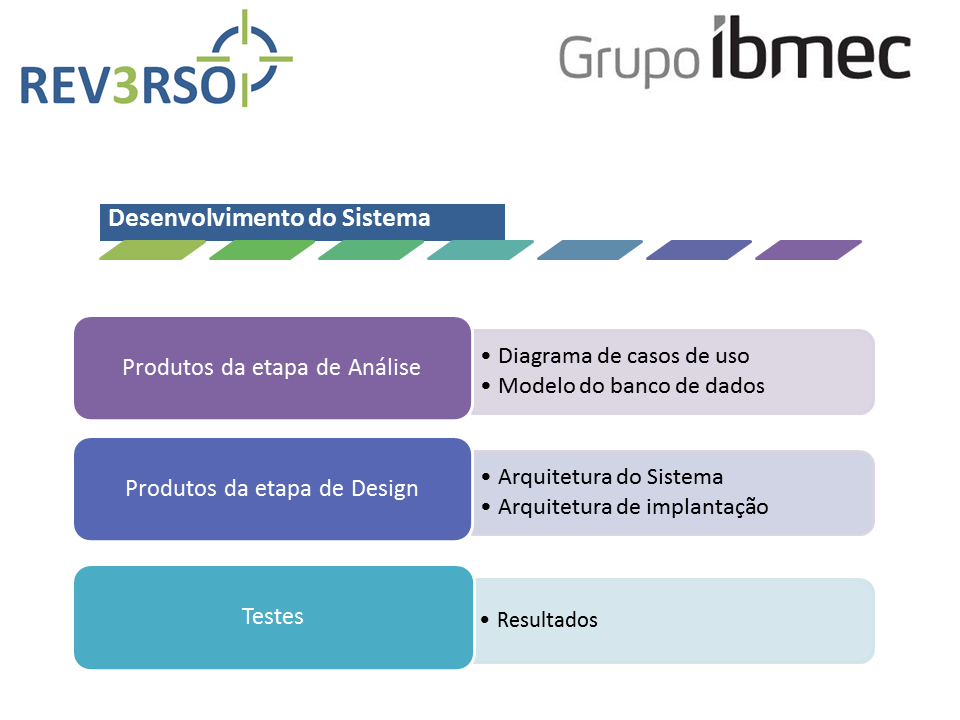 REV3RSO
Grupo ibmec
Desenvolvimento do Sistema
Produtos da etapa de Análise
• Diagrama de casos de uso
• Modelo do banco de dados
Produtos da etapa de Design
• Arquitetura do Sistema
• Arquitetura de implantação
Testes
• Resultados